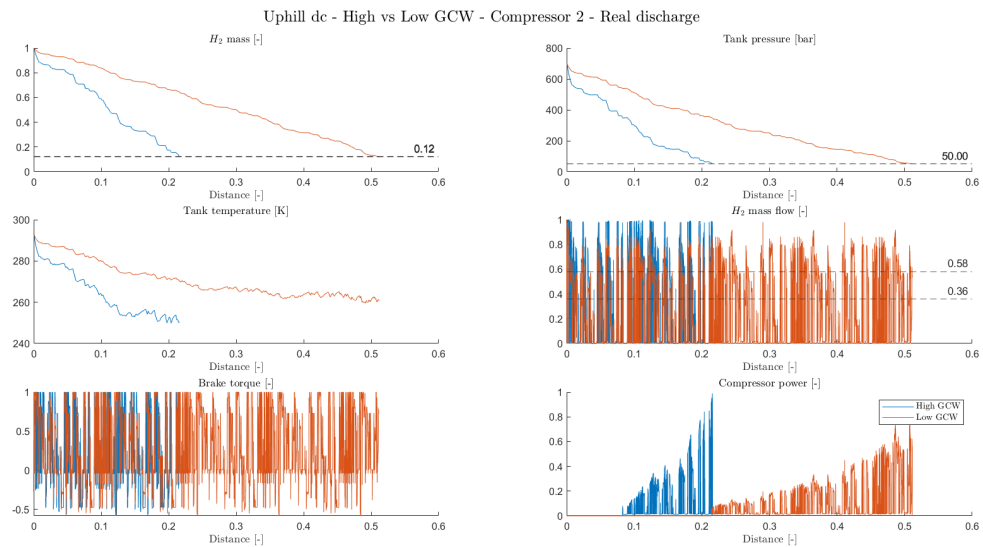 Uphill dc - High vs Low GCW - Compressor 2 - Real discharge
H2 mass [-]
1
0.8
0.6
0.4
0.2
0
0.12
0 0.1 0.2 0.3 0.4 0.5 0.6
Distance [-]
Tank pressure [bar]
800
600
400
200
0
50.00
0 0.1 0.2 0.3 0.4 0.5 0.6
Distance [-]
Tank temperature [K]
300
280
260
240
0 0.1 0.2 0.3 0.4 0.5 0.6
Distance [-]
H2 mass flow [-]
1
0.8
0.6
0.4
0.2
0
0.58
0.36
0 0.1 0.2 0.3 0.4 0.5 0.6
Distance [-]
Brake torque [-]
1
0.5
0
-0.5
0 0.1 0.2 0.3 0.4 0.5 0.6
Distance [-]
Compressor power [-]
1
0.8
0.6
0.4
0.2
0
High GCW
Low GCW
0 0.1 0.2 0.3 0.4 0.5 0.6
Distance [-]